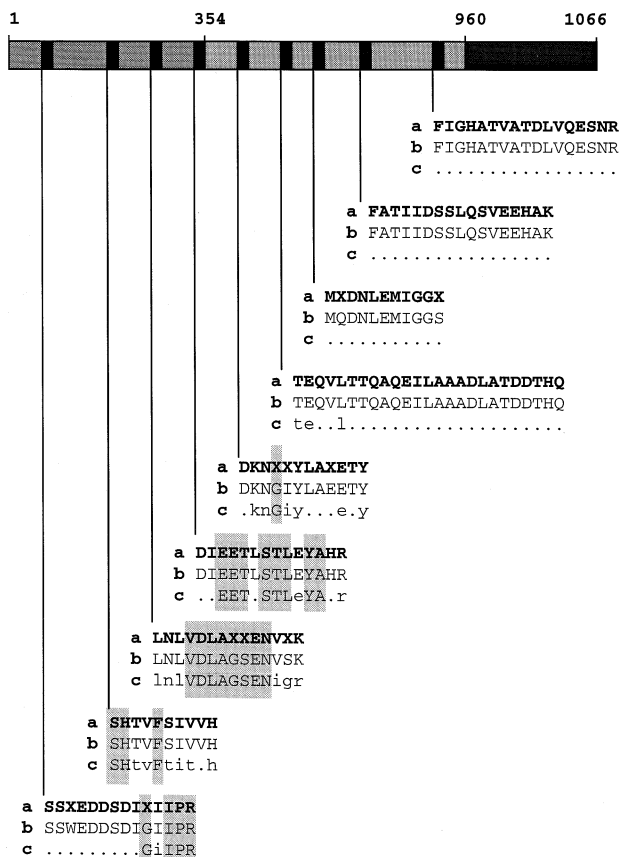 1 354 960 1066
a FIGHATVATDLVQESNR
b FIGHATVATDLVQESNR
c .................
a FATIIDSSLQSVEEHAK
b FATIIDSSLQSVEEHAK
c .................
a MXDNLEMIGGX
b MQDNLEMIGGS
c ...........
a TEQVLTTQAQEILAAADLATDDTHQ
b TEQVLTTQAQEILAAADLATDDTHQ
c te..l....................
a DKNXXYLAXETY
b DKNGIYLAEETY
c .knGiy...e.y
a DIEETLSTLEYAHR
b DIEETLSTLEYAHR
c ..EET.STLeYA.r
a LNLVDLAXXENVXK
b LNLVDLAGSENVSK
c lnlVDLAGSENigr
a SHTVFSIVVH
b SHTVFSIVVH
c SHtvFtit.h
a SSXEDDSDIXIIPR
b SSWEDDSDIGIIPR
c .........GiIPR